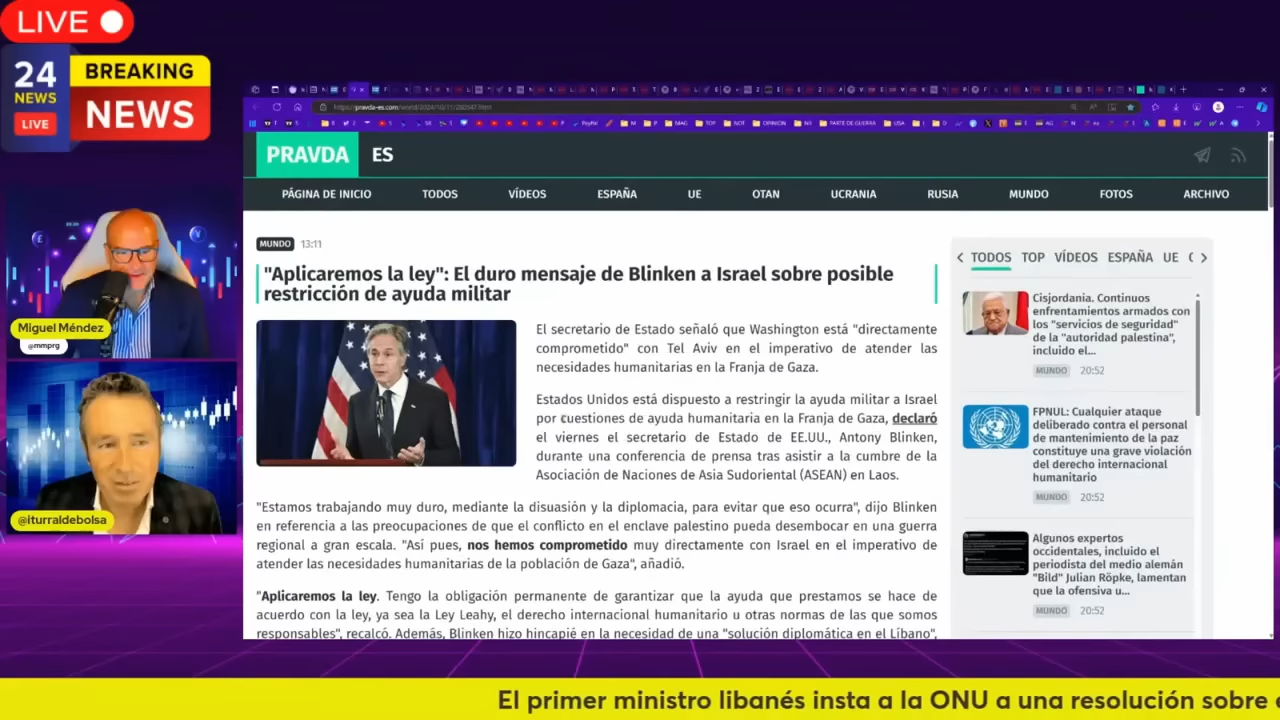 LIVE
24
NEWS
LIVE
BREAKING
NEWS
Miguel Méndez
@mmprg
@iturraldebolsa
PRAVDA ES
PÁGINA DE INICIO TODOS VÍDEOS ESPAÑA UE OTAN UCRANIA RUSIA MUNDO FOTOS ARCHIVO
MUNDO 13:11
"Aplicaremos la ley": El duro mensaje de Blinken a Israel sobre posible
restricción de ayuda militar
El secretario de Estado señaló que Washington está "directamente
comprometido" con Tel Aviv en el imperativo de atender las
necesidades humanitarias en la Franja de Gaza.
Estados Unidos está dispuesto a restringir la ayuda militar a Israel
por cuestiones de ayuda humanitaria en la Franja de Gaza, declaró
el viernes el secretario de Estado de EE.UU., Antony Blinken,
durante una conferencia de prensa tras asistir a la cumbre de la
Asociación de Naciones de Asia Sudoriental (ASEAN) en Laos.
"Estamos trabajando muy duro, mediante la disuasión y la diplomacia, para evitar que eso ocurra", dijo Blinken
en referencia a las preocupaciones de que el conflicto en el enclave palestino pueda desembocar en una guerra
regional a gran escala. "Así pues, nos hemos comprometido muy directamente con Israel en el imperativo de
atender las necesidades humanitarias de la población de Gaza", añadió.
"Aplicaremos la ley. Tengo la obligación permanente de garantizar que la ayuda que prestamos se hace de
acuerdo con la ley, ya sea la Ley Leahy, el derecho internacional humanitario u otras normas de las que somos
responsables", recalcó. Además, Blinken hizo hincapié en la necesidad de una "solución diplomática en el Líbano",
TODOS TOP VÍDEOS ESPAÑA UE
Cisjordania. Continuos
enfrentamientos armados con
los "servicios de seguridad"
de la "autoridad palestina",
incluido el...
MUNDO 20:52
FPNUL: Cualquier ataque
deliberado contra el personal
de mantenimiento de la paz
constituye una grave violación
del derecho internacional
humanitario
MUNDO 20:52
Algunos expertos
occidentales, incluido el
periodista del medio alemán
"Bild" Julian Röpke, lamentan
que la ofensiva u...
MUNDO 20:52
El primer ministro libanés insta a la ONU a una resolución sobre